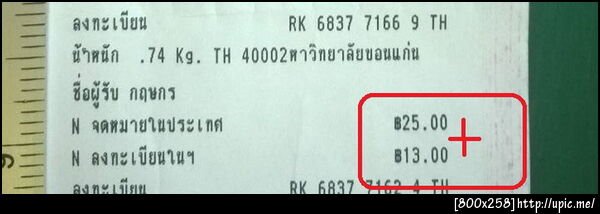 ลงทะเบียน RK 6837 7166 9 TH
น้ำหนัก .74 Kg. TH 40002หาวิทยาลัยขอนแก่น
ชื่อผู้รับ กฤษกร
N จดหมายในประเทศ ฿25.00
N ลงทะเบียนในฯ ฿13.00
ลงทะเบียน RK 6837 7162 4 TH
[800x258]http://upic.me/